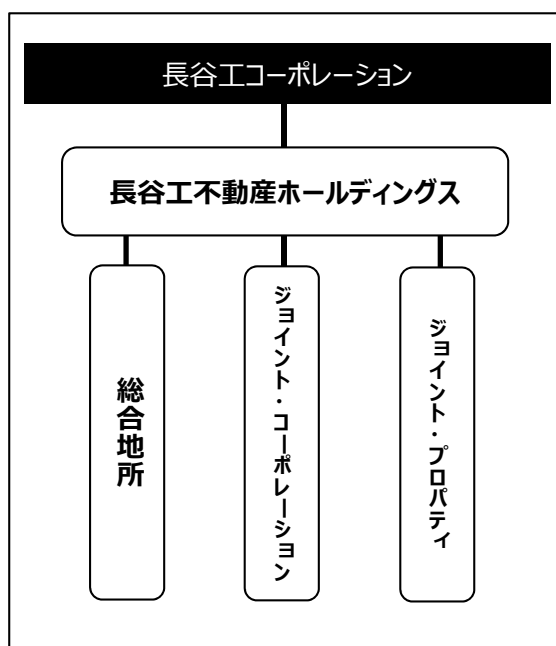 長谷工コーポレーション
長谷工不動産ホールディングス
総合地所
ジョイント・コーポレーション
ジョイント・プロパティ